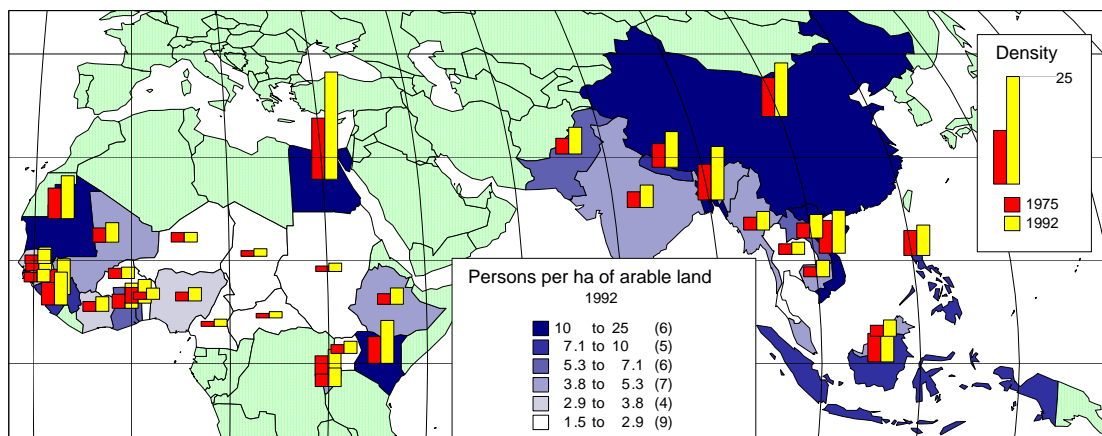 Density
25
1975
1992
Persons per ha of arable land
1992
10 to 25 (6)
7.1 to 10 (5)
5.3 to 7.1 (6)
3.8 to 5.3 (7)
2.9 to 3.8 (4)
1.5 to 2.9 (9)